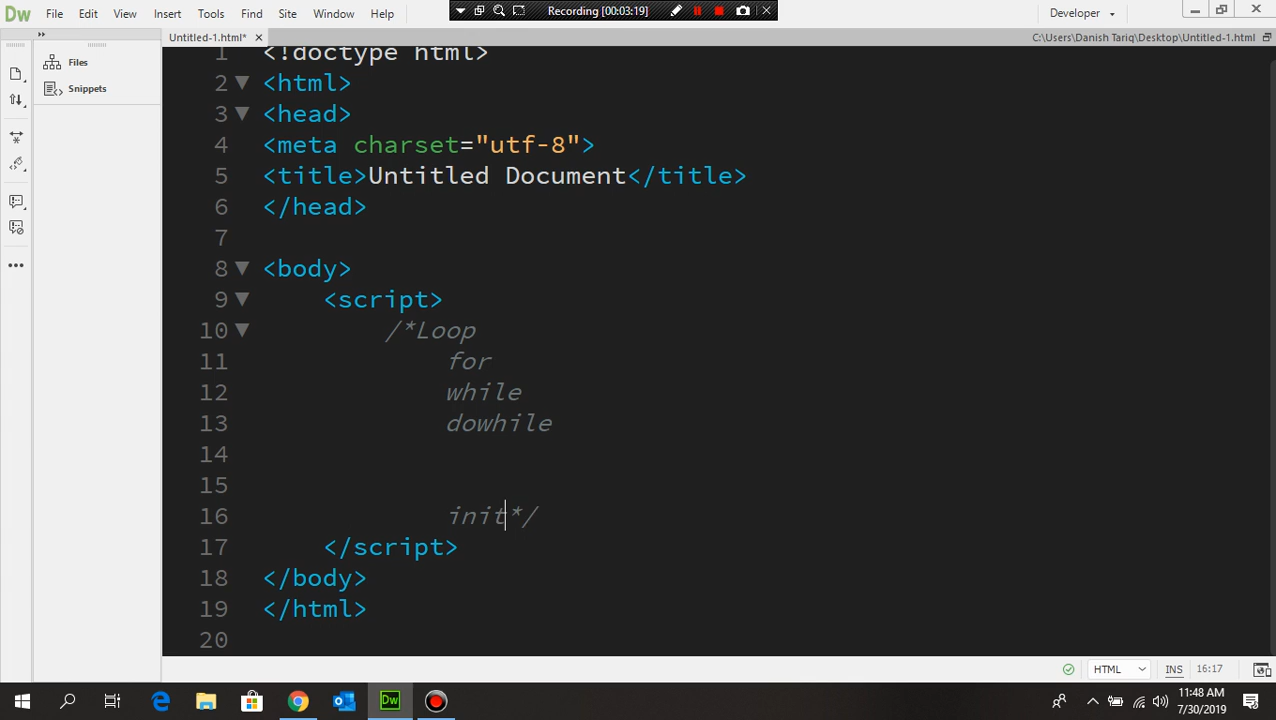 Dw File Edit View Insert Tools Find Site Window Help Recording [00:03:19] Developer
Untitled-1.html* C:\Users\Danish Tariq\Desktop\Untitled-1.html
Files
Snippets
1 <!doctype html>
2 <html>
3 <head>
4 <meta charset="utf-8">
5 <title>Untitled Document</title>
6 </head>
7
8 <body>
9 <script>
10 /*Loop
11 for
12 while
13 dowhile
14
15
16 init*/
17 </script>
18 </body>
19 </html>
20
HTML INS 16:17
Dw 11:48 AM
7/30/2019